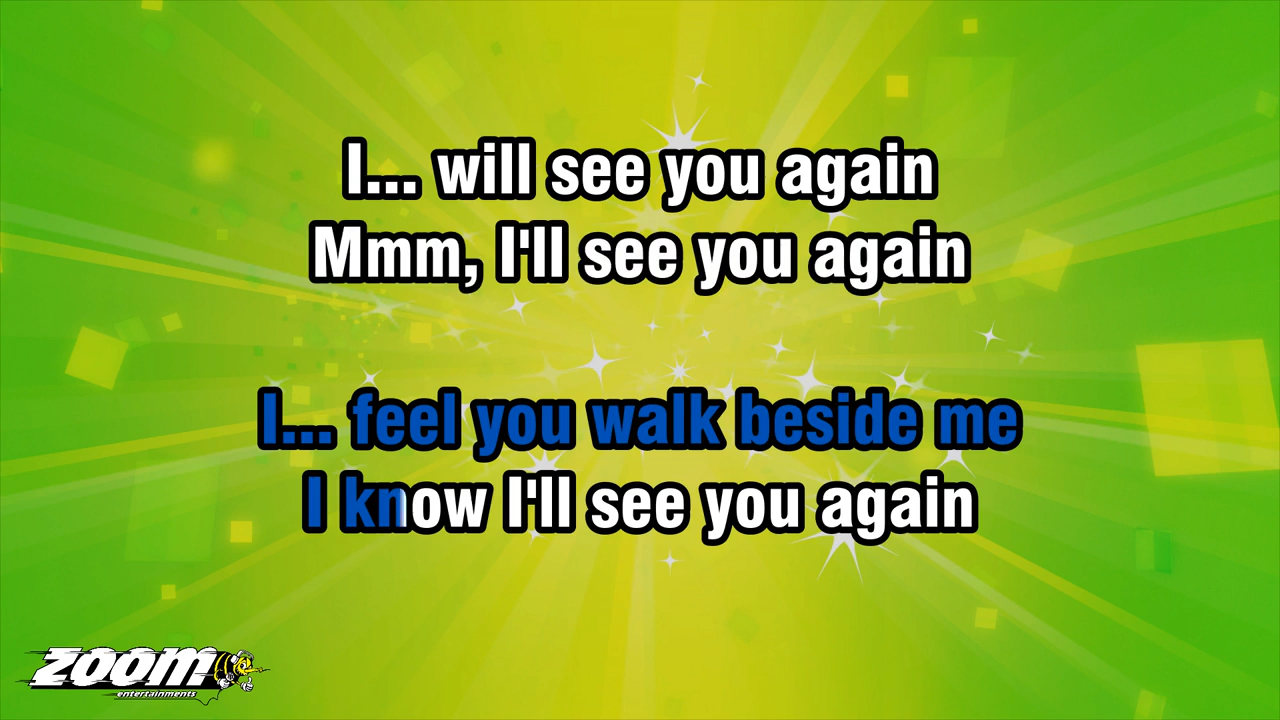 I... will see you again
Mmm, I'll see you again
I... feel you walk beside me
I know I'll see you again
zoom
entertainments